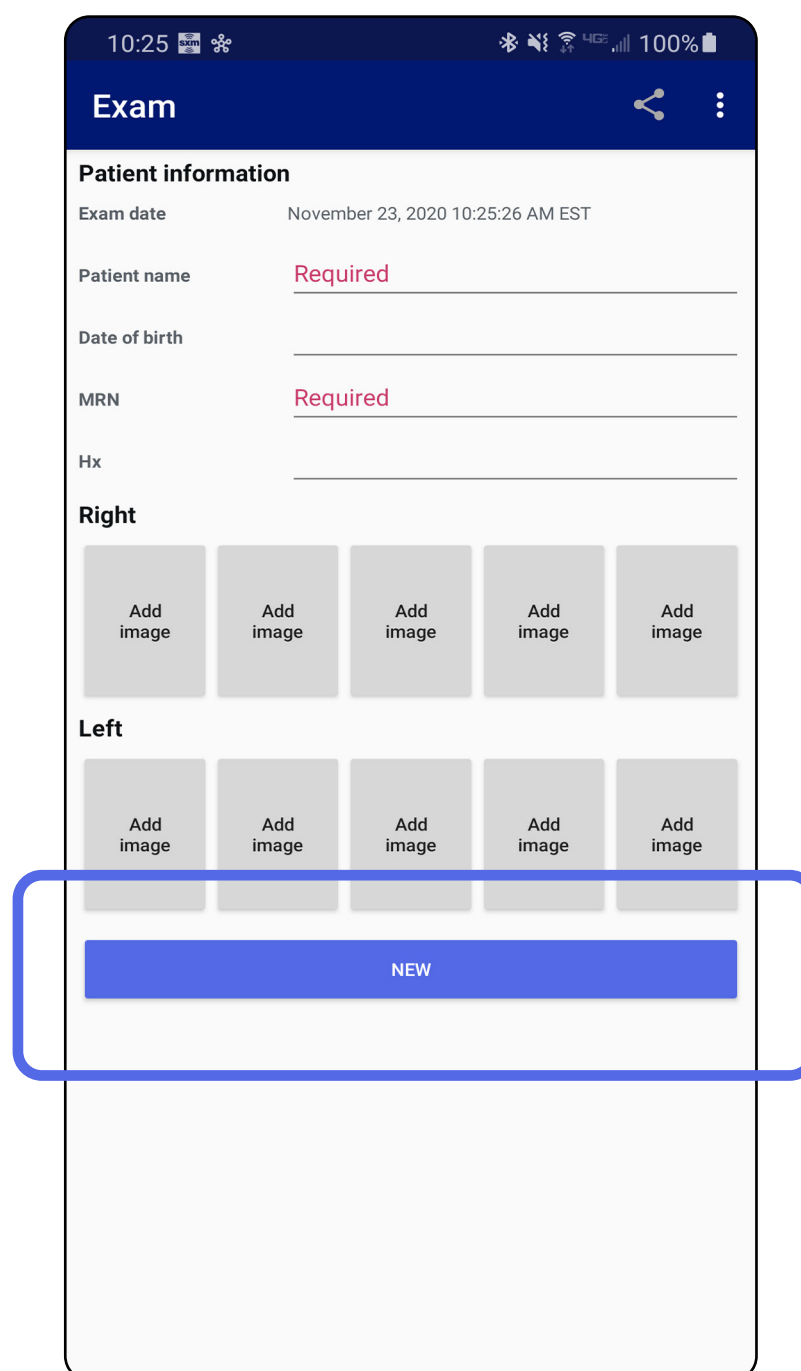 10:25 sxm 4GE 100%
Exam
Patient information
Exam date November 23, 2020 10:25:26 AM EST
Patient name Required
Date of birth
MRN Required
Hx
Right
Add image Add image Add image Add image Add image
Left
Add image Add image Add image Add image Add image
NEW